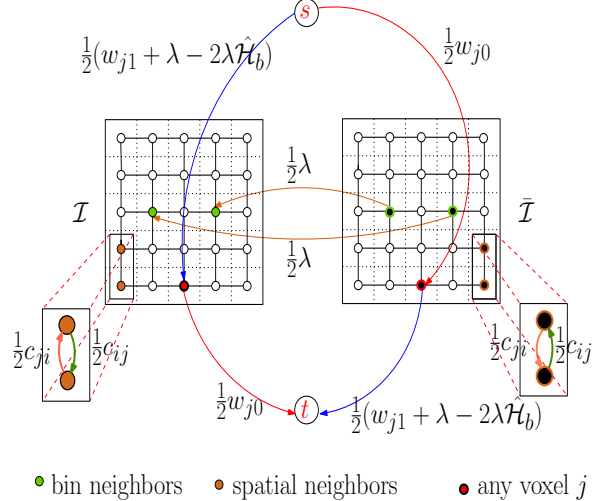 s
½(w_{j1} + λ − 2λĤ_b)
½w_{j0}
½λ
I
Ī
½λ
½c_{ji}
½c_{ij}
½c_{ji}
½c_{ij}
½w_{j0}
t
½(w_{j1} + λ − 2λĤ_b)
bin neighbors
spatial neighbors
any voxel j